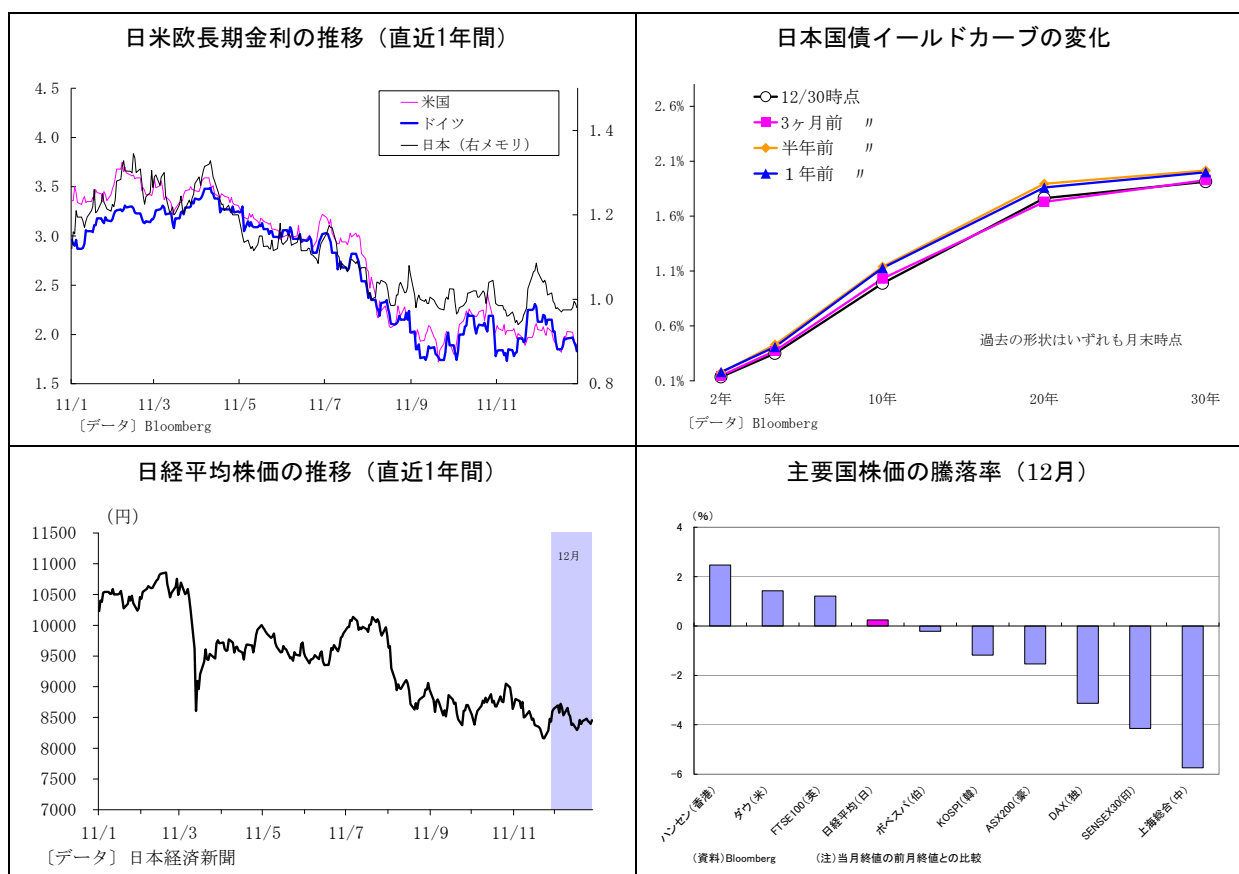 日米欧長期金利の推移（直近1年間）
4.5
4.0
3.5
3.0
2.5
2.0
1.5
米国
ドイツ
日本（右メモリ）
1.4
1.2
1.0
0.8
11/1 11/3 11/5 11/7 11/9 11/11
〔データ〕Bloomberg
日本国債イールドカーブの変化
2.6%
2.1%
1.6%
1.1%
0.6%
0.1%
12/30時点
3ヶ月前 〃
半年前 〃
１年前 〃
過去の形状はいずれも月末時点
2年 5年 10年 20年 30年
〔データ〕Bloomberg
日経平均株価の推移（直近1年間）
（円）
11500
11000
10500
10000
9500
9000
8500
8000
7500
7000
12月
11/1 11/3 11/5 11/7 11/9 11/11
〔データ〕日本経済新聞
主要国株価の騰落率（12月）
（%）
4
2
0
-2
-4
-6
ハンセン（香港） ダウ（米） FTSE100（英） 日経平均（日） ボベスパ（伯） KOSPI（韓） ASX200（豪） DAX（独） SENSEX30（印） 上海総合（中）
（資料）Bloomberg （注）当月終値の前月終値との比較